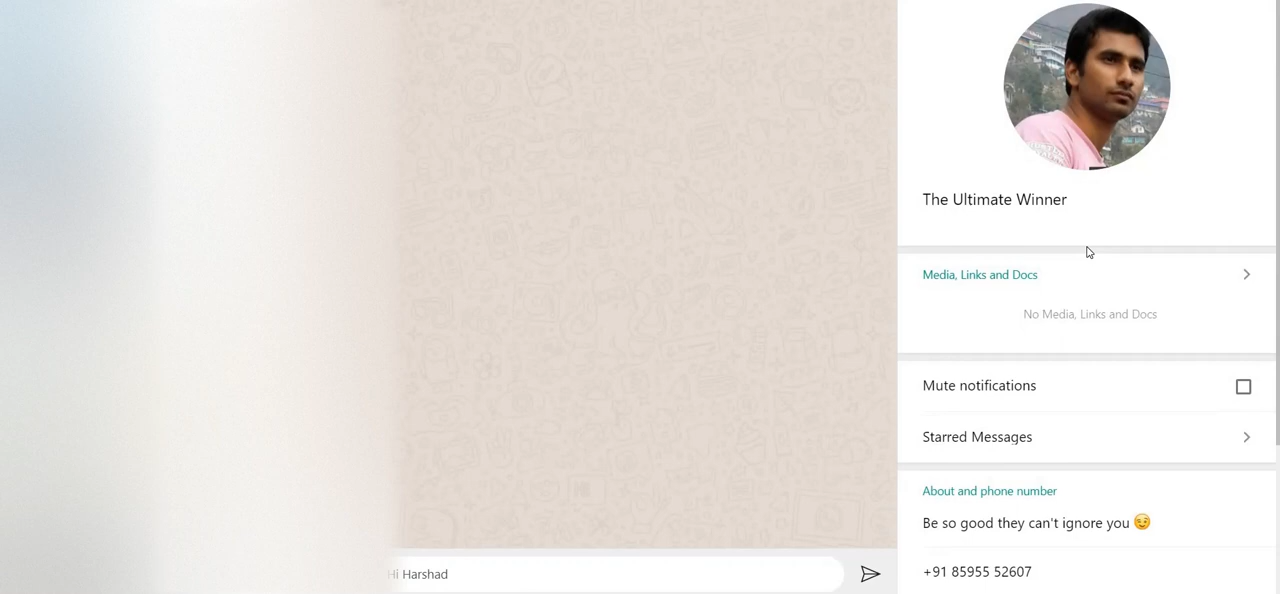 The Ultimate Winner
Media, Links and Docs
No Media, Links and Docs
Mute notifications
Starred Messages
About and phone number
Be so good they can't ignore you 😉
+91 85955 52607
Hi Harshad